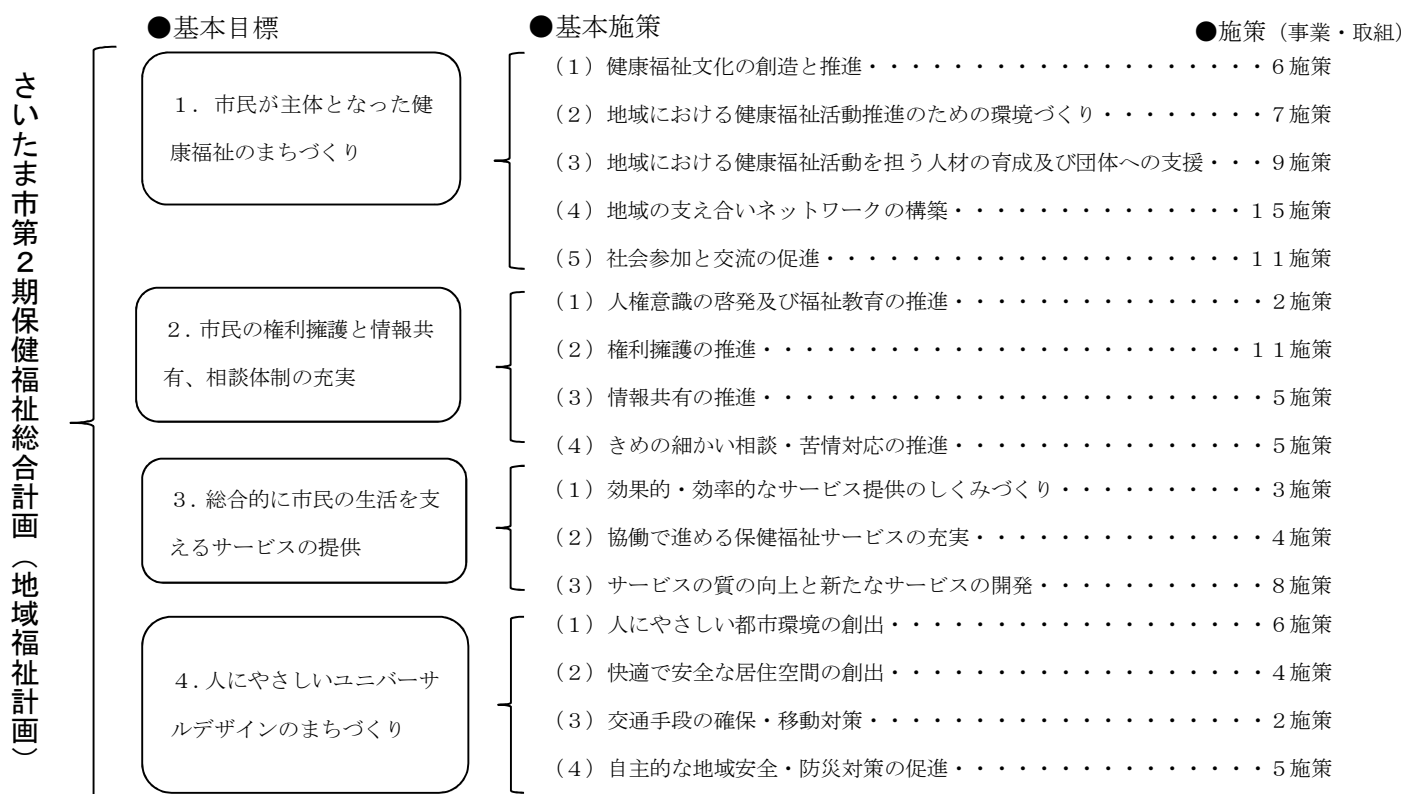 さいたま市第2期保健福祉総合計画（地域福祉計画）
●基本目標
●基本施策
●施策（事業・取組）
１．市民が主体となった健
康福祉のまちづくり
（１）健康福祉文化の創造と推進・・・・・・・・・・・・・・・・・・・６施策
（２）地域における健康福祉活動推進のための環境づくり・・・・・・・・７施策
（３）地域における健康福祉活動を担う人材の育成及び団体への支援・・・９施策
（４）地域の支え合いネットワークの構築・・・・・・・・・・・・・・１５施策
（５）社会参加と交流の促進・・・・・・・・・・・・・・・・・・・・１１施策
２．市民の権利擁護と情報共
有、相談体制の充実
（１）人権意識の啓発及び福祉教育の推進・・・・・・・・・・・・・・・２施策
（２）権利擁護の推進・・・・・・・・・・・・・・・・・・・・・・・１１施策
（３）情報共有の推進・・・・・・・・・・・・・・・・・・・・・・・・５施策
（４）きめの細かい相談・苦情対応の推進・・・・・・・・・・・・・・・５施策
３．総合的に市民の生活を支
えるサービスの提供
（１）効果的・効率的なサービス提供のしくみづくり・・・・・・・・・・３施策
（２）協働で進める保健福祉サービスの充実・・・・・・・・・・・・・・４施策
（３）サービスの質の向上と新たなサービスの開発・・・・・・・・・・・８施策
４．人にやさしいユニバーサ
ルデザインのまちづくり
（１）人にやさしい都市環境の創出・・・・・・・・・・・・・・・・・・６施策
（２）快適で安全な居住空間の創出・・・・・・・・・・・・・・・・・・４施策
（３）交通手段の確保・移動対策・・・・・・・・・・・・・・・・・・・２施策
（４）自主的な地域安全・防災対策の促進・・・・・・・・・・・・・・・５施策